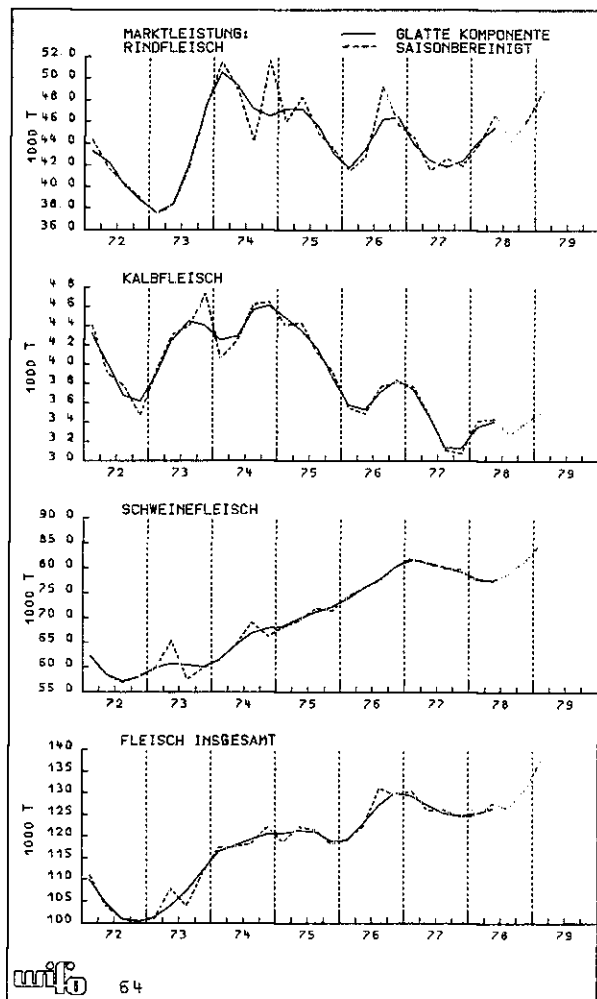 MARKTLEISTUNG: GLATTE KOMPONENTE
RINDFLEISCH SAISONBEREINIGT
1000 T
52 0
50 0
48 0
46 0
44 0
42 0
40 0
38 0
36 0
72 73 74 75 76 77 78 79
KALBFLEISCH
1000 T
4 8
4 6
4 4
4 2
4 0
3 8
3 6
3 4
3 2
3 0
72 73 74 75 76 77 78 79
SCHWEINEFLEISCH
1000 T
90 0
85 0
80 0
75 0
70 0
65 0
60 0
55 0
72 73 74 75 76 77 78 79
FLEISCH INSGESAMT
1000 T
140
135
130
125
120
115
110
105
100
72 73 74 75 76 77 78 79
wifo 64